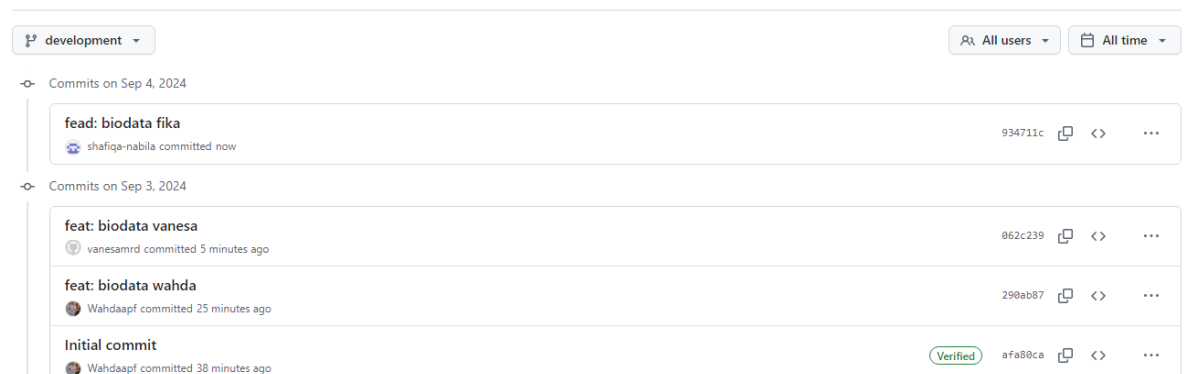 development
All users
All time
Commits on Sep 4, 2024
fead: biodata fika
934711c
shafiqa-nabila committed now
Commits on Sep 3, 2024
feat: biodata vanesa
062c239
vanesamrd committed 5 minutes ago
feat: biodata wahda
290ab87
Wahdaapf committed 25 minutes ago
Initial commit
Verified
afa80ca
Wahdaapf committed 38 minutes ago